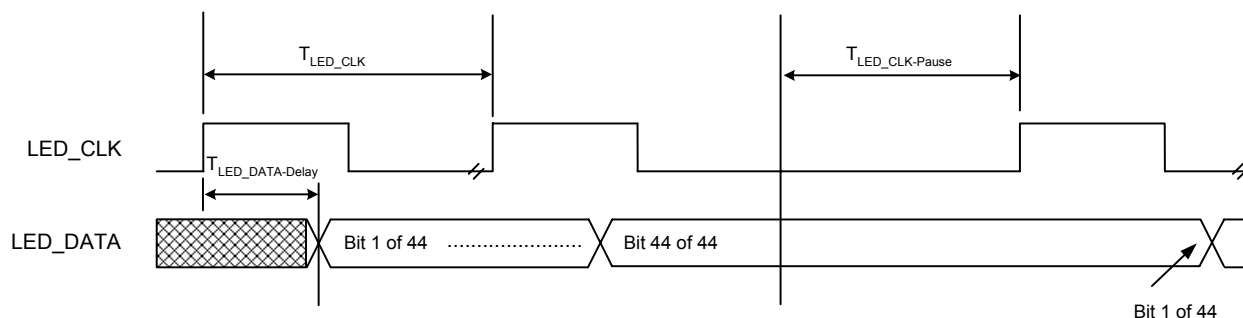 T_LED_CLK
T_LED_CLK-Pause
LED_CLK
T_LED_DATA-Delay
LED_DATA
Bit 1 of 44 ........................ Bit 44 of 44
Bit 1 of 44